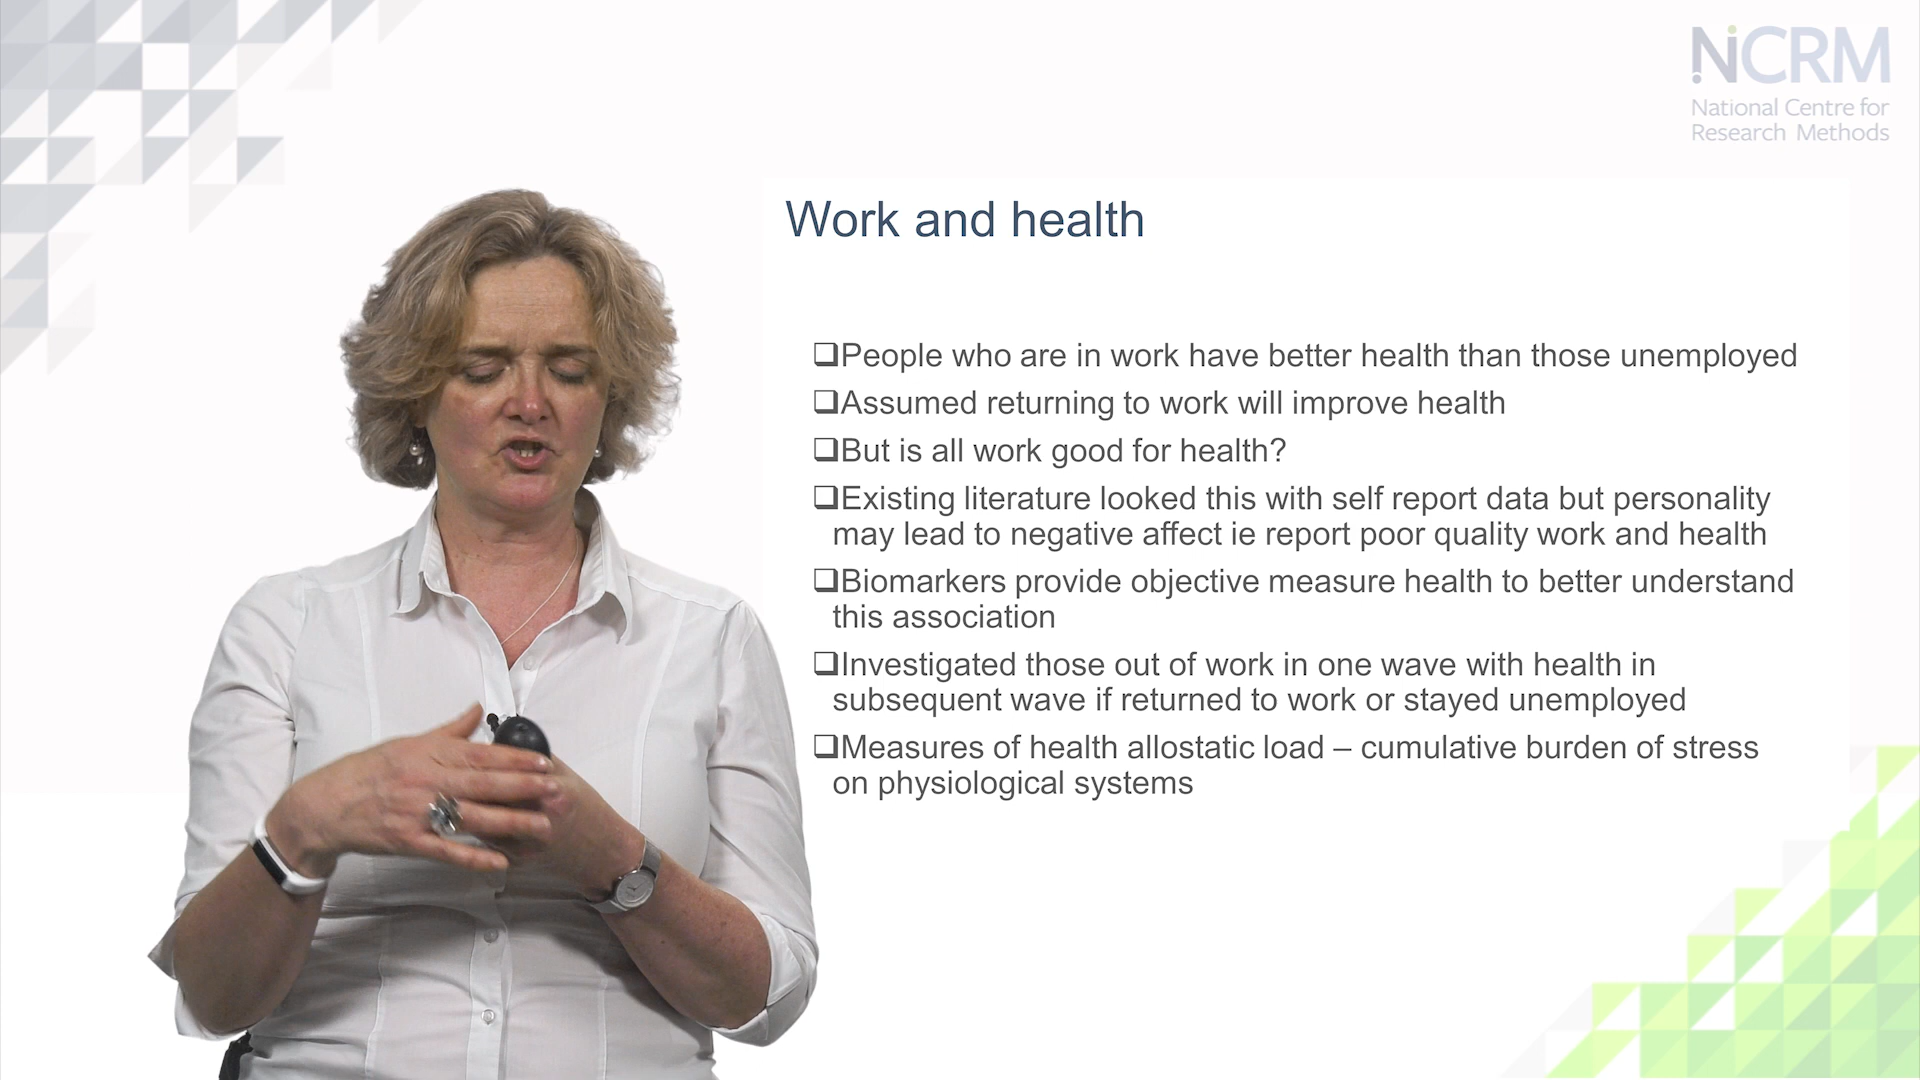 NCRM
National Centre for
Research Methods
Work and health
❑People who are in work have better health than those unemployed
❑Assumed returning to work will improve health
❑But is all work good for health?
❑Existing literature looked this with self report data but personality
may lead to negative affect ie report poor quality work and health
❑Biomarkers provide objective measure health to better understand
this association
❑Investigated those out of work in one wave with health in
subsequent wave if returned to work or stayed unemployed
❑Measures of health allostatic load – cumulative burden of stress
on physiological systems